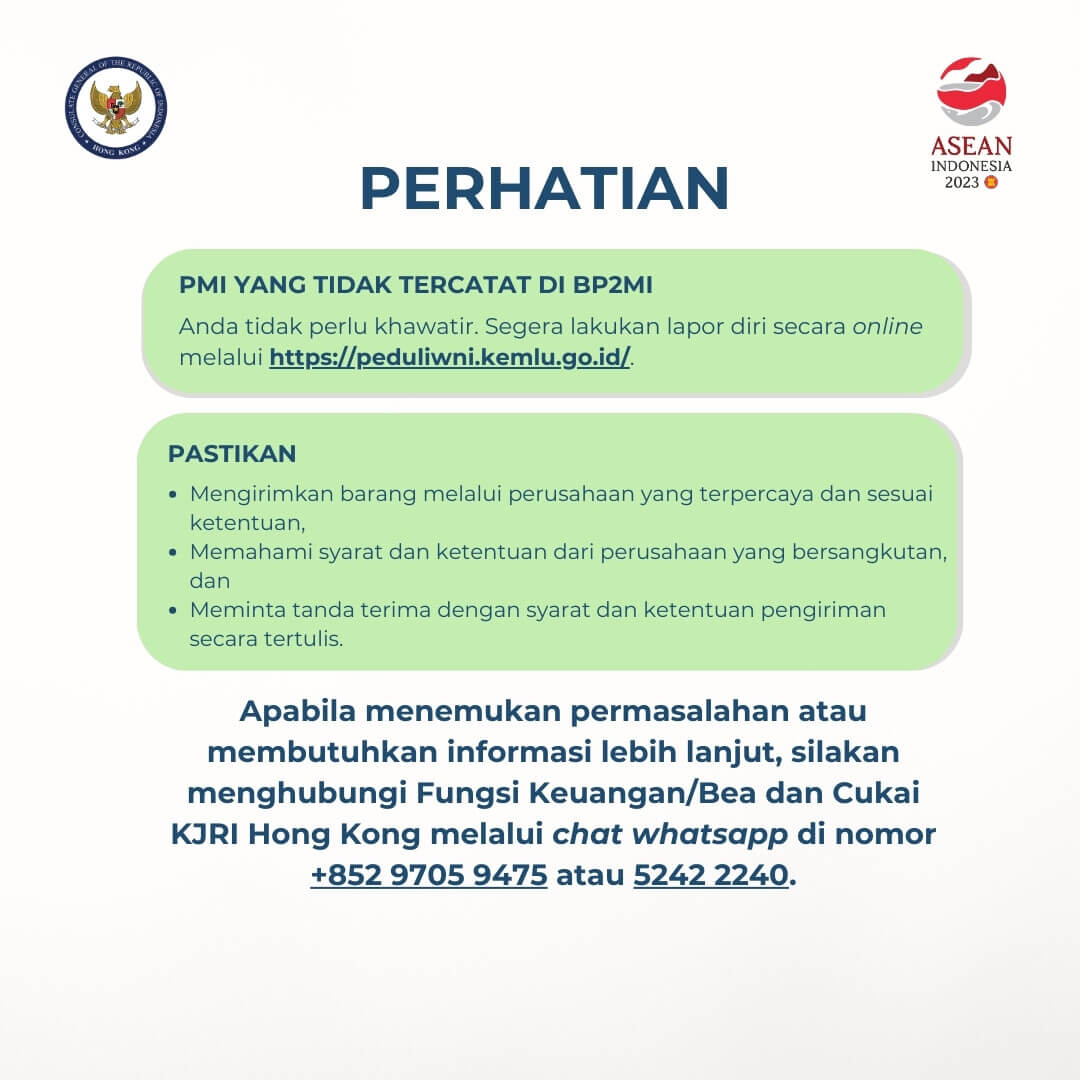 CONSULATE GENERAL OF THE REPUBLIC OF INDONESIA
HONG KONG
ASEAN
INDONESIA
2023
PERHATIAN
PMI YANG TIDAK TERCATAT DI BP2MI
Anda tidak perlu khawatir. Segera lakukan lapor diri secara online
melalui https://peduliwni.kemlu.go.id/.
PASTIKAN
• Mengirimkan barang melalui perusahaan yang terpercaya dan sesuai
ketentuan,
• Memahami syarat dan ketentuan dari perusahaan yang bersangkutan,
dan
• Meminta tanda terima dengan syarat dan ketentuan pengiriman
secara tertulis.
Apabila menemukan permasalahan atau
membutuhkan informasi lebih lanjut, silakan
menghubungi Fungsi Keuangan/Bea dan Cukai
KJRI Hong Kong melalui chat whatsapp di nomor
+852 9705 9475 atau 5242 2240.